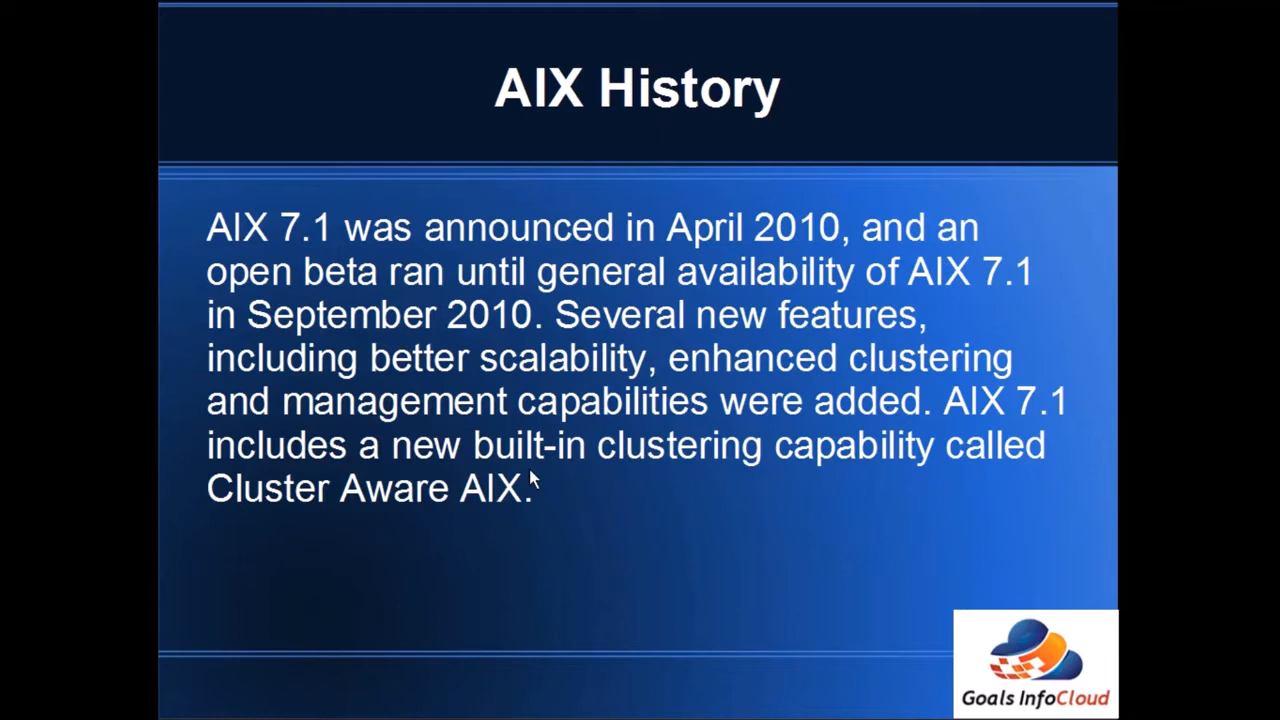 AIX History
AIX 7.1 was announced in April 2010, and an
open beta ran until general availability of AIX 7.1
in September 2010. Several new features,
including better scalability, enhanced clustering
and management capabilities were added. AIX 7.1
includes a new built-in clustering capability called
Cluster Aware AIX.
Goals InfoCloud